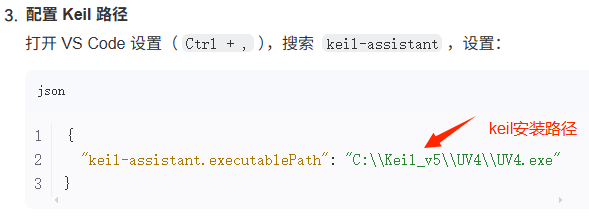 3. 配置 Keil 路径
打开 VS Code 设置（ Ctrl + , ），搜索 keil-assistant ，设置：
json
keil安装路径
1 {
2 "keil-assistant.executablePath": "C:\\Keil_v5\\UV4\\UV4.exe"
3 }